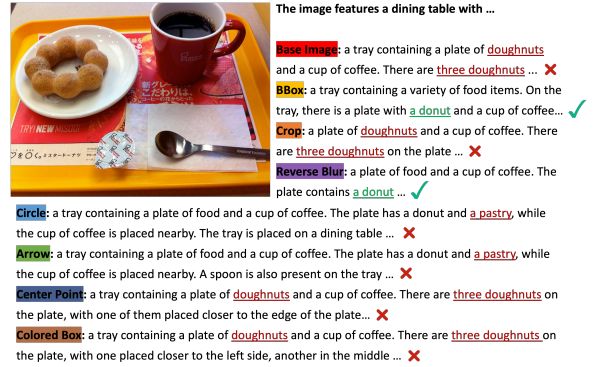 The image features a dining table with ...
Base Image: a tray containing a plate of doughnuts
and a cup of coffee. There are three doughnuts ...
BBox: a tray containing a variety of food items. On the
tray, there is a plate with a donut and a cup of coffee...
Crop: a plate of doughnuts and a cup of coffee. There
are three doughnuts on the plate ...
Reverse Blur: a plate of food and a cup of coffee. The
plate contains a donut ...
TRY! NEW
Circle: a tray containing a plate of food and a cup of coffee. The plate has a donut and a pastry, while
the cup of coffee is placed nearby. The tray is placed on a dining table ...
Arrow: a tray containing a plate of food and a cup of coffee. The plate has a donut and a pastry, while
the cup of coffee is placed nearby. A spoon is also present on the tray ...
Center Point: a tray containing a plate of doughnuts and a cup of coffee. There are three doughnuts on
the plate, with one of them placed closer to the edge of the plate...
Colored Box: a tray containing a plate of doughnuts and a cup of coffee. There are three doughnuts on
the plate, with one placed closer to the left side, another in the middle ...